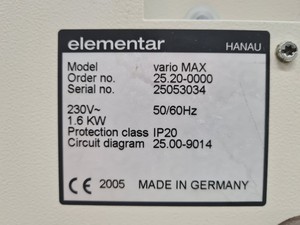 elementar HANAU
Model vario MAX
Order no. 25.20-0000
Serial no. 25053034
230V~ 50/60Hz
1.6 KW
Protection class IP20
Circuit diagram 25.00-9014
CE 2005 MADE IN GERMANY